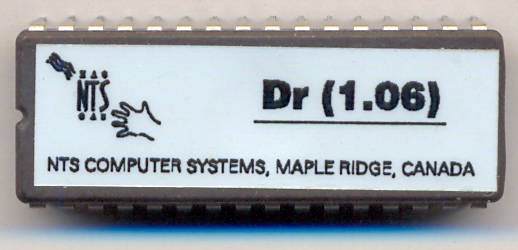 NTS
Dr (1.06)
NTS COMPUTER SYSTEMS, MAPLE RIDGE, CANADA